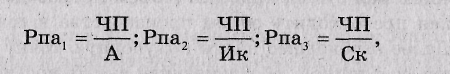 Рпа₁ = ЧП/А; Рпа₂ = ЧП/Ик; Рпа₃ = ЧП/Ск,